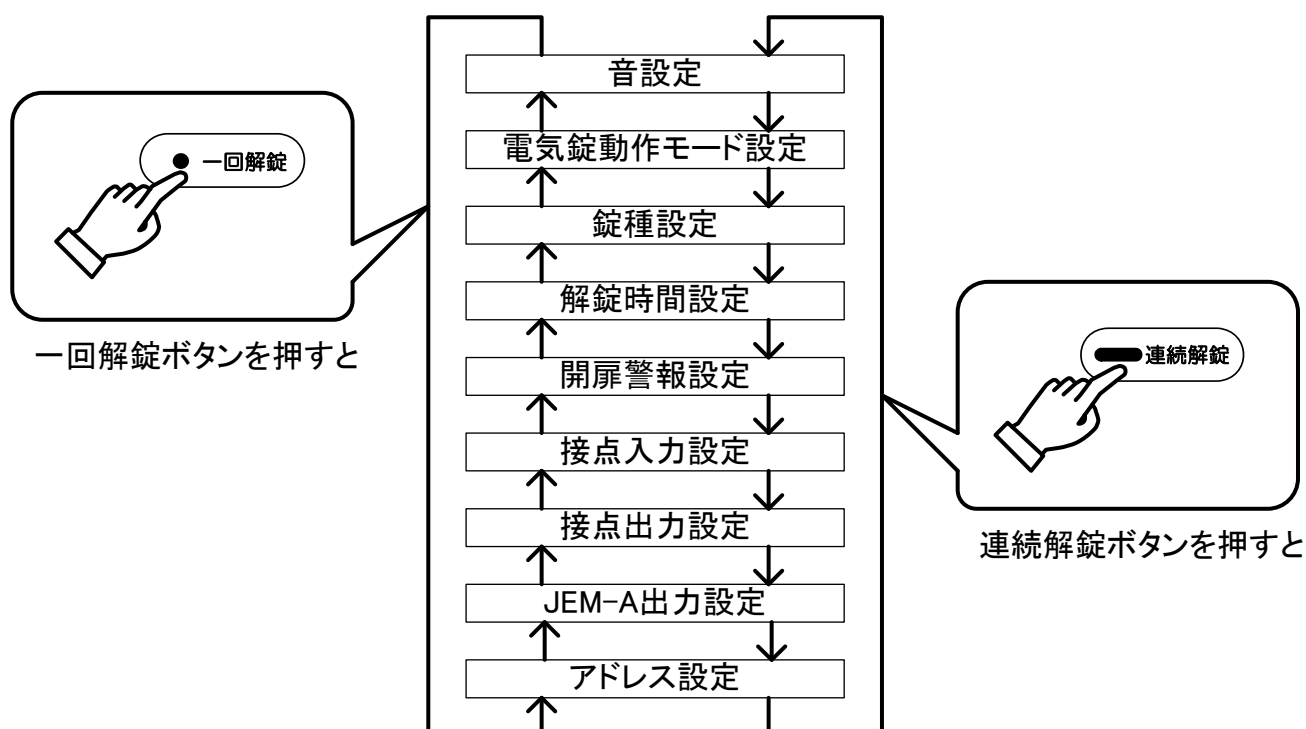 音設定
電気錠動作モード設定
錠種設定
解錠時間設定
開扉警報設定
接点入力設定
接点出力設定
JEM-A出力設定
アドレス設定
一回解錠
一回解錠ボタンを押すと
連続解錠
連続解錠ボタンを押すと